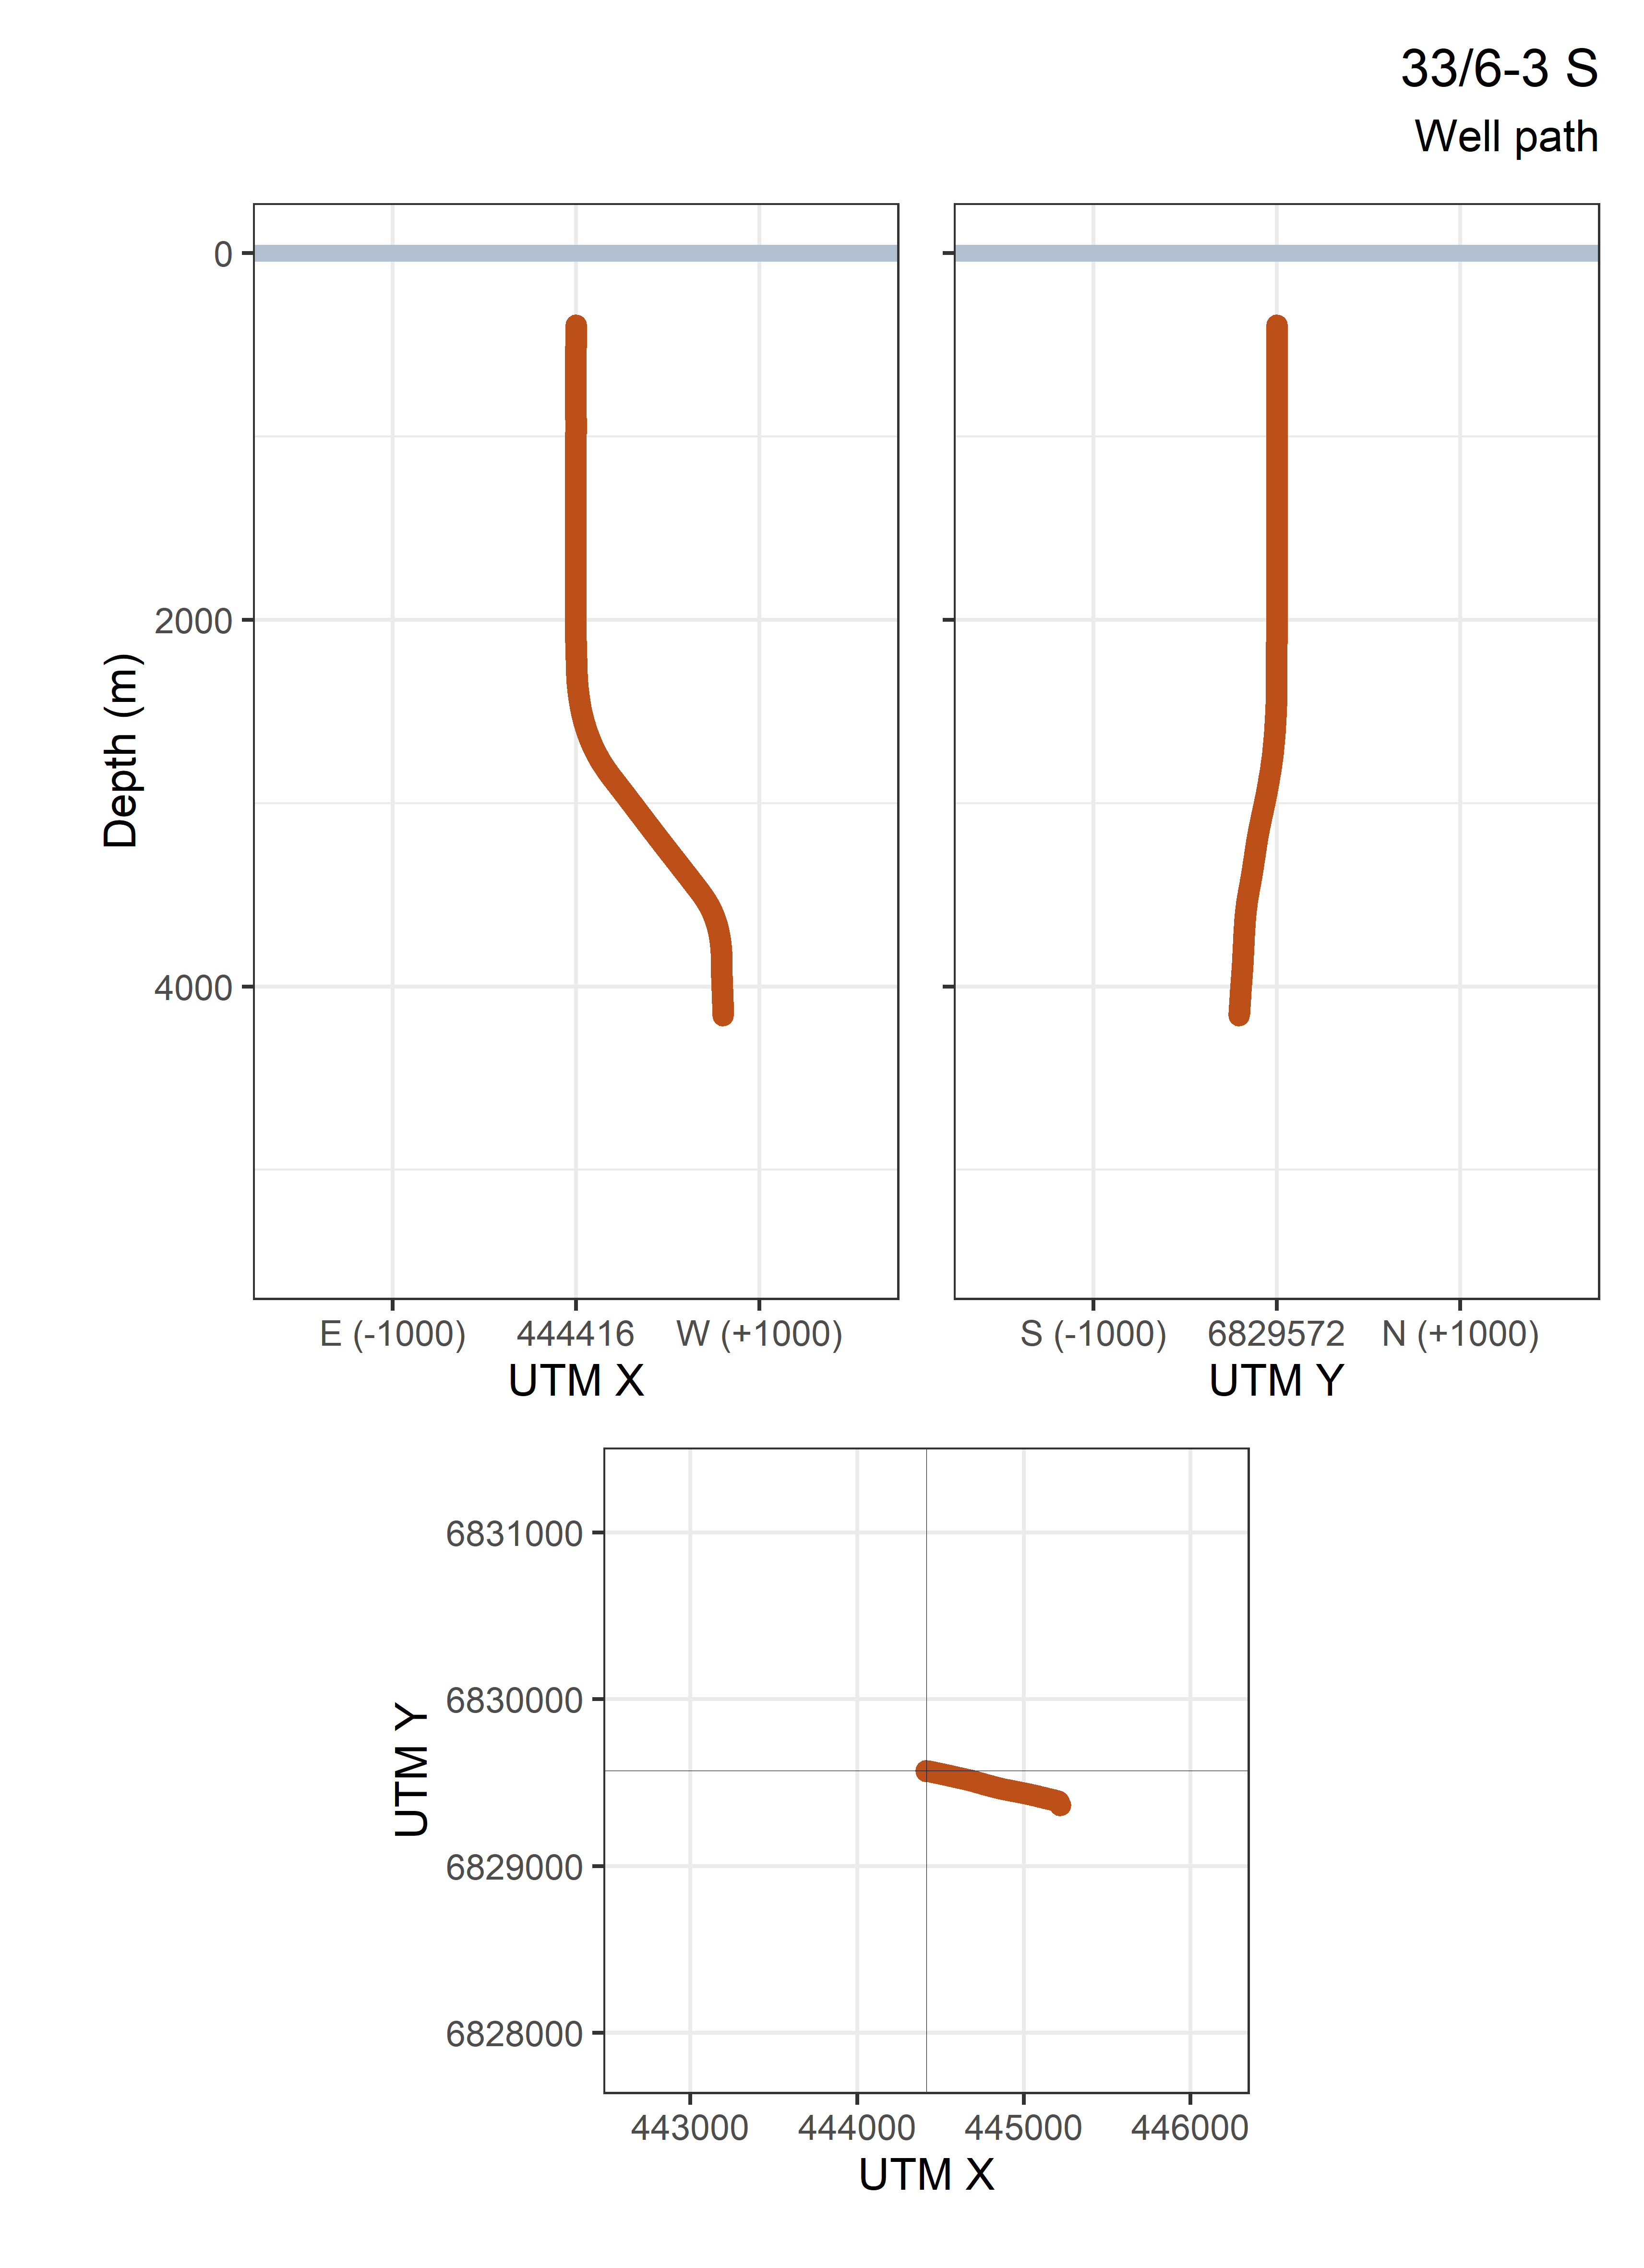 33/6-3 S
Well path
Depth (m)
0
2000
4000
E (-1000) 444416 W (+1000)
UTM X
S (-1000) 6829572 N (+1000)
UTM Y
UTM Y
6831000
6830000
6829000
6828000
443000 444000 445000 446000
UTM X